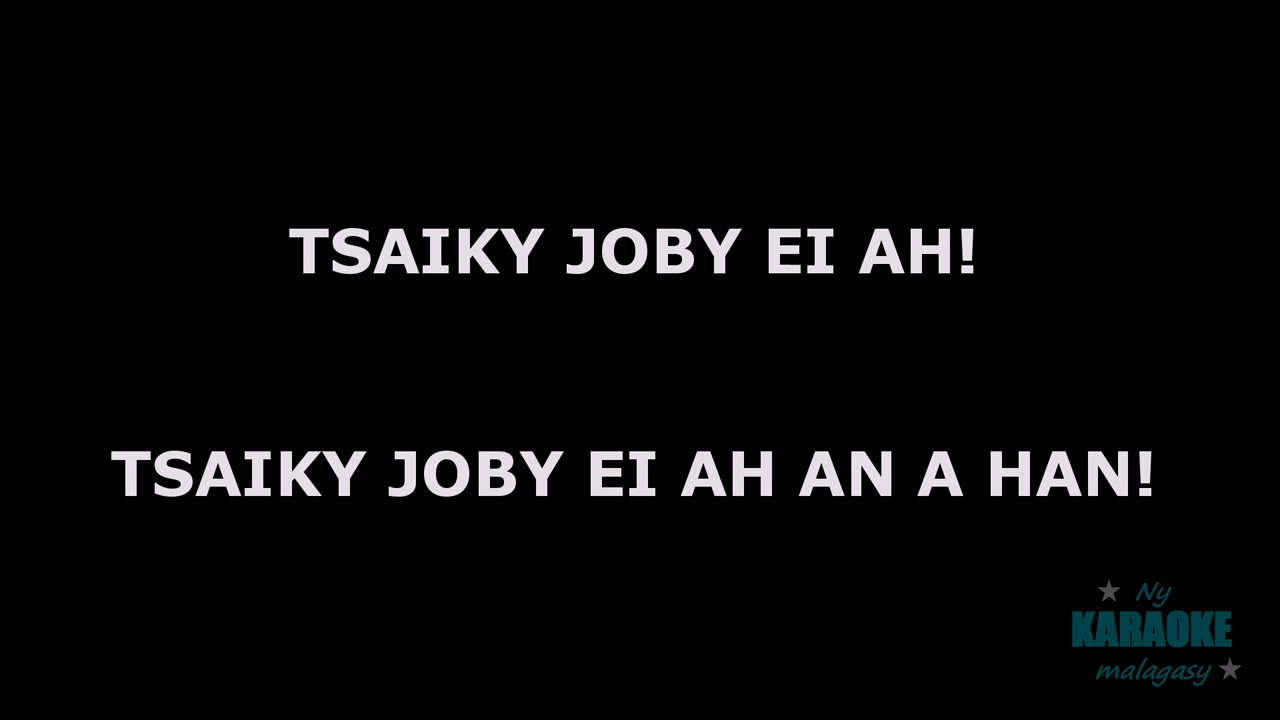 TSAIKY JOBY EI AH!
TSAIKY JOBY EI AH AN A HAN!
Ny
KARAOKE
malagasy